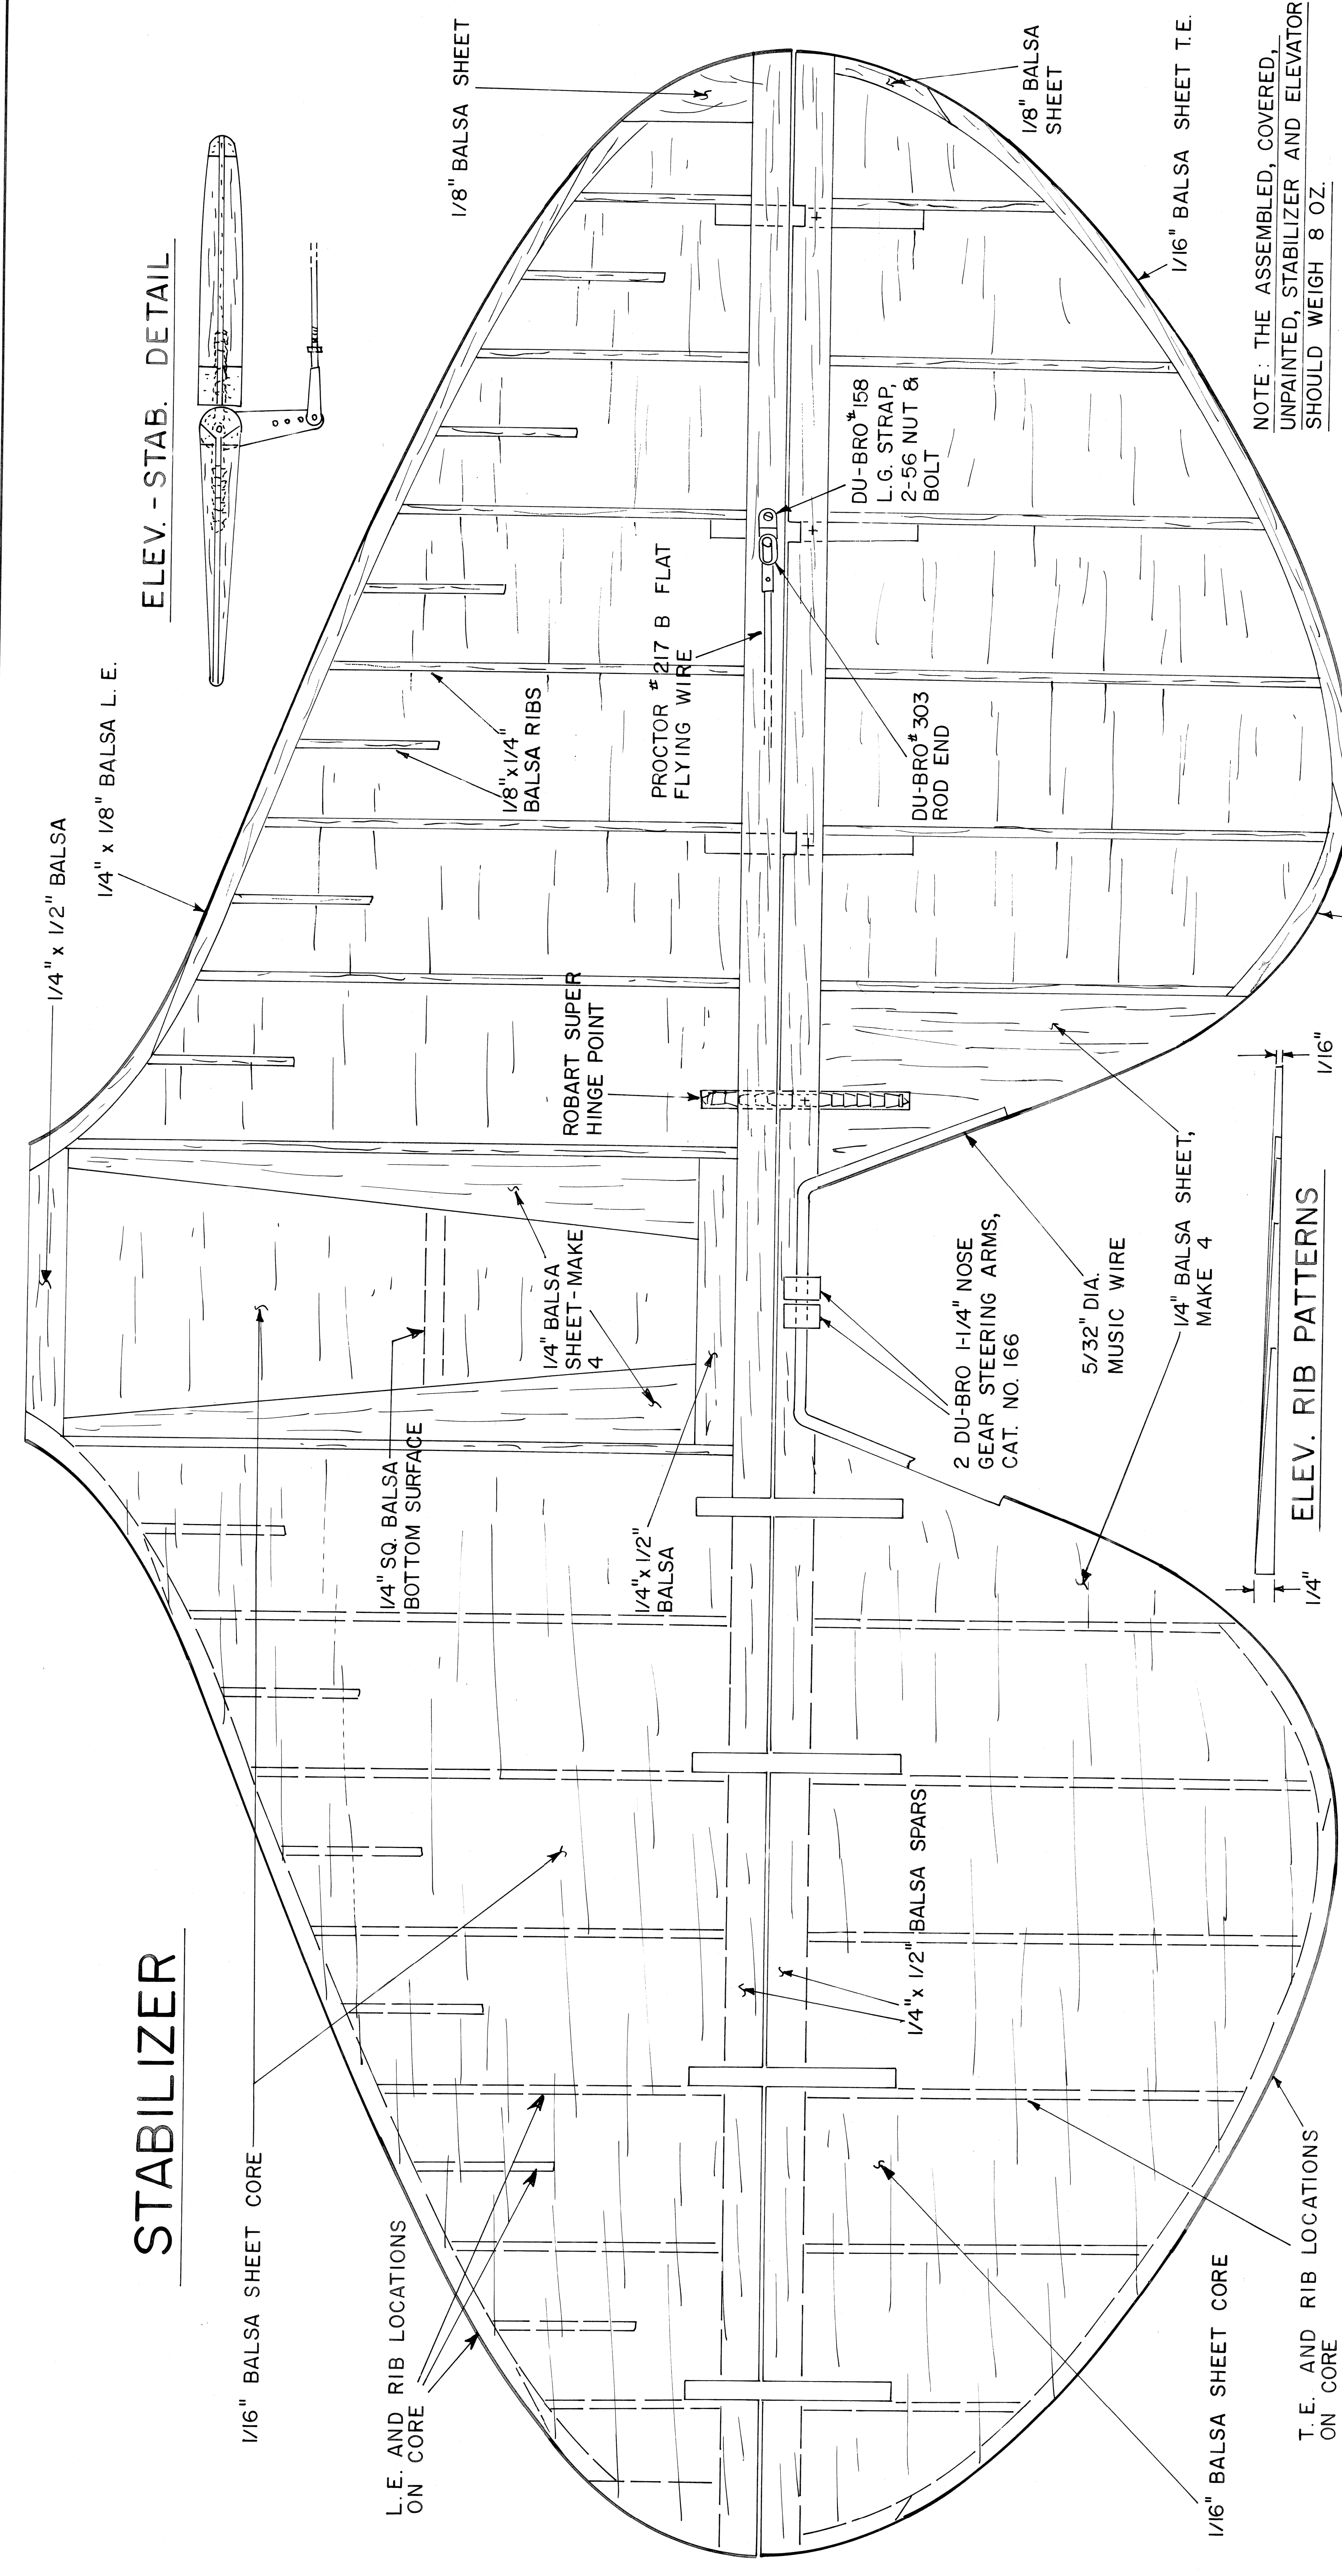 STABILIZER
ELEV.-STAB. DETAIL
1/4" x 1/2" BALSA
1/4" x 1/8" BALSA L. E.
1/8" BALSA SHEET
1/16" BALSA SHEET CORE
L.E. AND RIB LOCATIONS
ON CORE
1/4" SQ. BALSA
BOTTOM SURFACE
1/4" BALSA
SHEET-MAKE
4
1/4" x 1/2"
BALSA
ROBART SUPER
HINGE POINT
1/8" x 1/4"
BALSA RIBS
PROCTOR #217 B FLAT
FLYING WIRE
DU-BRO #158
L.G. STRAP,
2-56 NUT &
BOLT
DU-BRO #303
ROD END
1/8" BALSA
SHEET
1/16" BALSA SHEET T.E.
1/4" x 1/2" BALSA SPARS
2 DU-BRO 1-1/4" NOSE
GEAR STEERING ARMS,
CAT. NO. 166
5/32" DIA.
MUSIC WIRE
1/4" BALSA SHEET,
MAKE 4
1/16" BALSA SHEET CORE
T. E. AND RIB LOCATIONS
ON CORE
1/4"
1/16"
ELEV. RIB PATTERNS
NOTE: THE ASSEMBLED, COVERED,
UNPAINTED, STABILIZER AND ELEVATOR
SHOULD WEIGH 8 OZ.